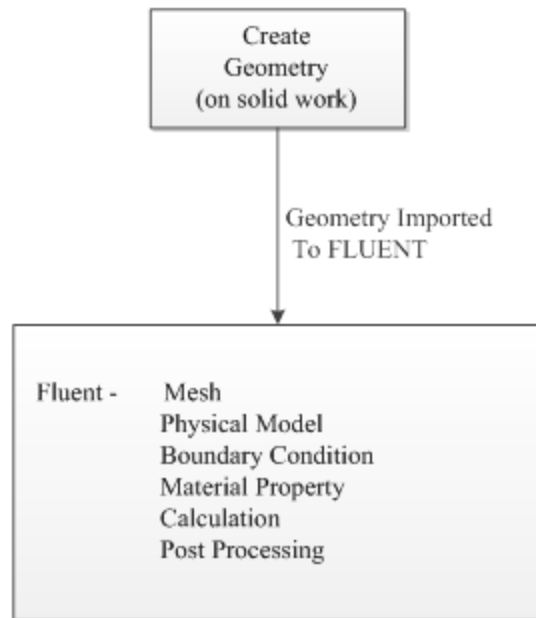 Create
Geometry
(on solid work)
Geometry Imported
To FLUENT
Fluent - Mesh
Physical Model
Boundary Condition
Material Property
Calculation
Post Processing